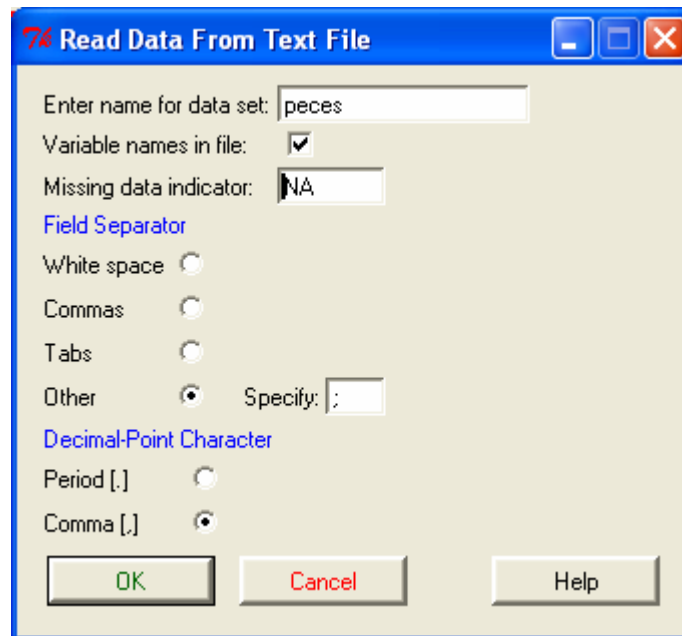 Read Data From Text File
Enter name for data set: peces
Variable names in file:
Missing data indicator: NA
Field Separator
White space
Commas
Tabs
Other Specify: ;
Decimal-Point Character
Period [.]
Comma [,]
OK Cancel Help